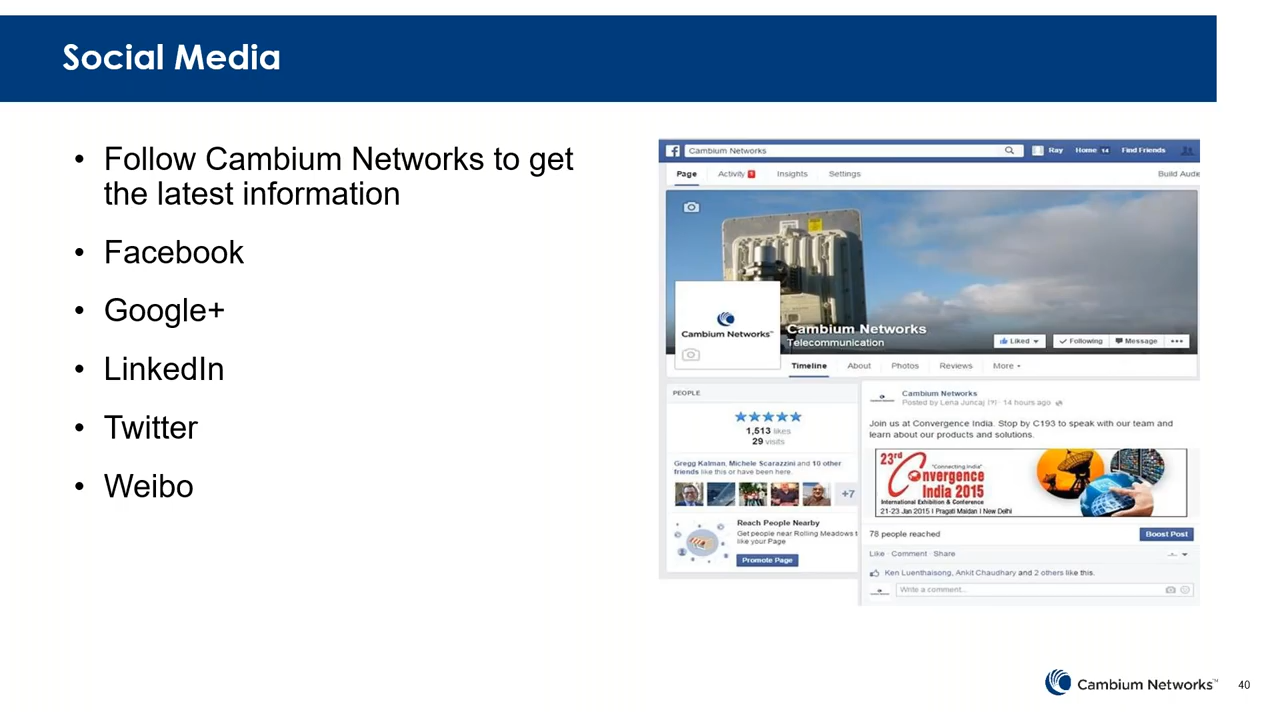 Social Media
• Follow Cambium Networks to get
the latest information
• Facebook
• Google+
• LinkedIn
• Twitter
• Weibo
Cambium Networks
Ray Home 14 Find Friends
Page Activity Insights Settings
Build Audie
Cambium Networks™
Cambium Networks
Telecommunication
Liked Following Message
Timeline About Photos Reviews More
PEOPLE
1,513 likes
29 visits
Gregg Kalman, Michele Scarazzini and 10 other
friends like this or have been here.
+7
Reach People Nearby
Get people near Rolling Meadows t
like your Page
Promote Page
Cambium Networks
Posted by Lena Juncaj [?] · 14 hours ago
Join us at Convergence India. Stop by C193 to speak with our team and
learn about our products and solutions.
23rd
"Connecting India"
Convergence
India 2015
International Exhibition & Conference
21-23 Jan 2015 | Pragati Maidan | New Delhi
78 people reached
Boost Post
Like · Comment · Share
Ken Luenthaisong, Ankit Chaudhary and 2 others like this.
Write a comment...
Cambium Networks™
40